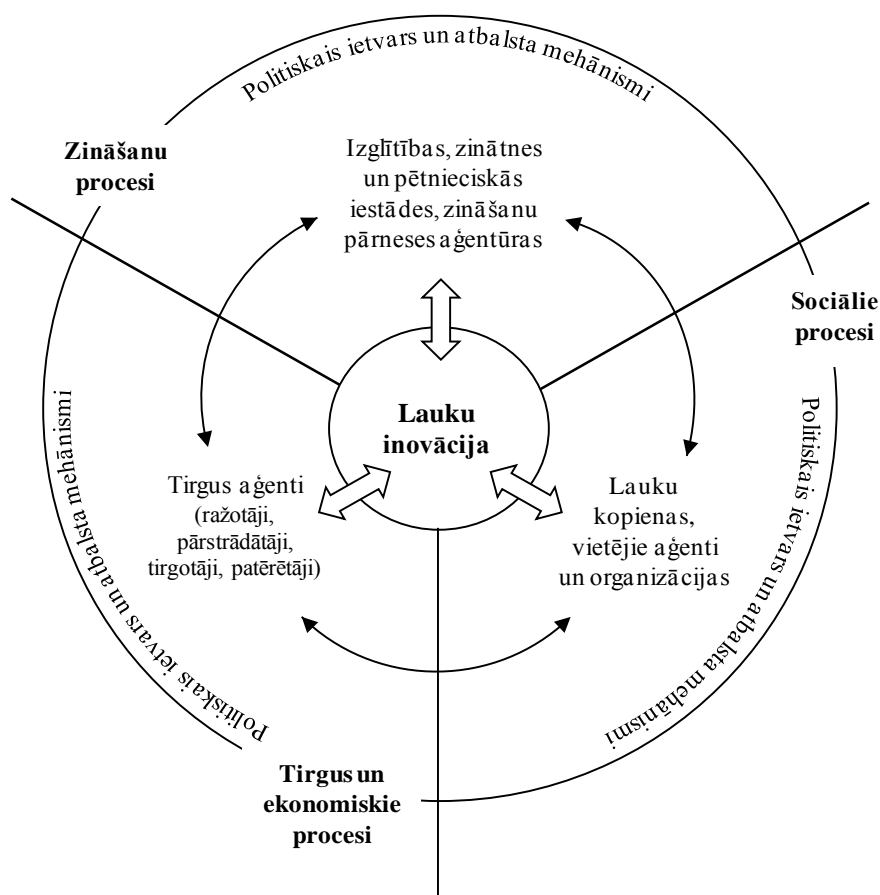 Politiskais ietvars un atbalsta mehānismi
Zināšanu
procesi
Izglītības, zinātnes
un pētnieciskās
iestādes, zināšanu
pārneses aģentūras
Sociālie
procesi
Lauku
inovācija
Politiskais ietvars un atbalsta mehānismi
Tirgus aģenti
(ražotāji,
pārstrādātāji,
tirgotāji, patērētāji)
Lauku
kopienas,
vietējie aģenti
un organizācijas
Politiskais ietvars un atbalsta mehānismi
Tirgus un
ekonomiskie
procesi